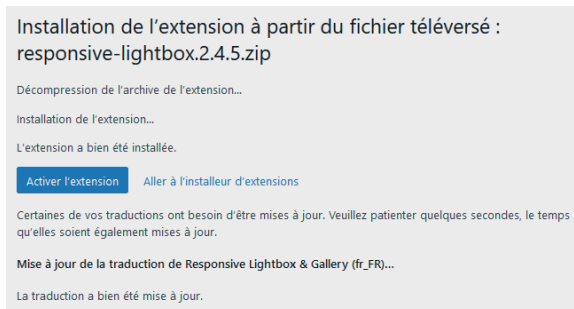 Installation de l’extension à partir du fichier téléversé :
responsive-lightbox.2.4.5.zip
Décompression de l’archive de l’extension…
Installation de l’extension…
L’extension a bien été installée.
Activer l’extension Aller à l’installeur d’extensions
Certaines de vos traductions ont besoin d’être mises à jour. Veuillez patienter quelques secondes, le temps
qu’elles soient également mises à jour.
Mise à jour de la traduction de Responsive Lightbox & Gallery (fr_FR)…
La traduction a bien été mise à jour.